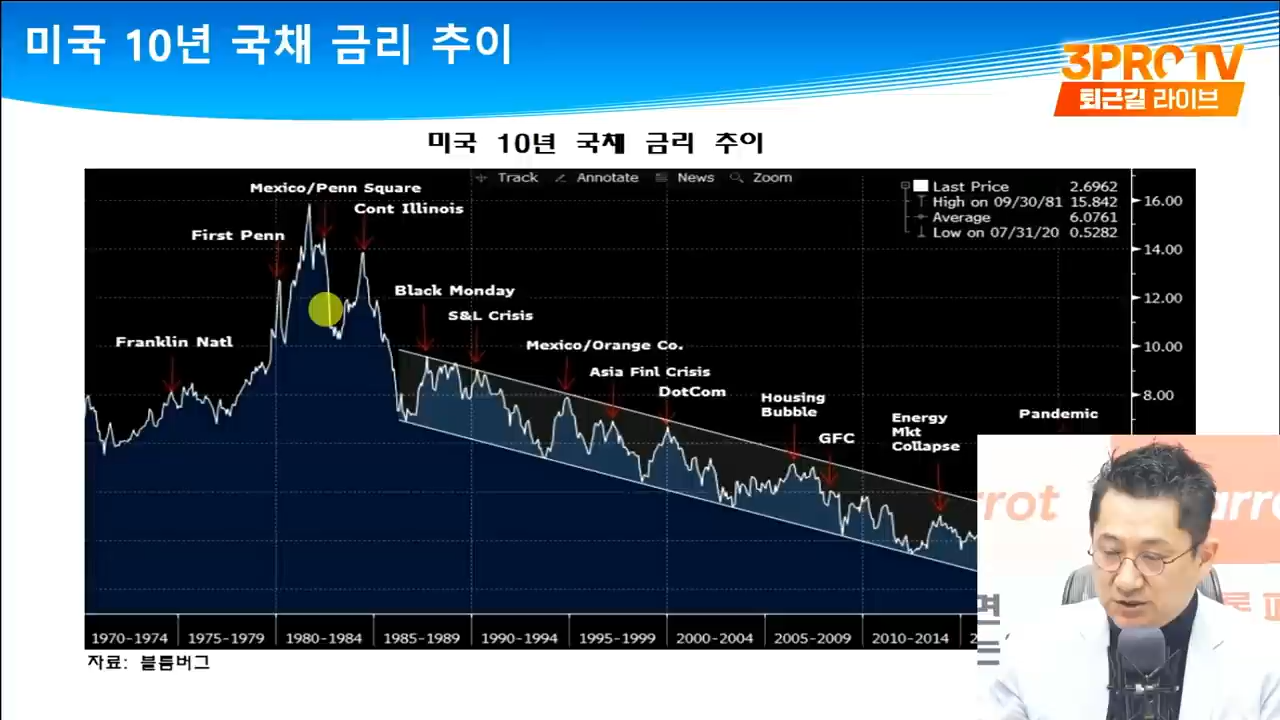 미국 10년 국채 금리 추이
3PROTV
퇴근길 라이브
미국 10년 국채 금리 추이
Track
Annotate
News
Zoom
Last Price 2.6962
High on 09/30/81 15.842
Average 6.0761
Low on 07/31/20 0.5282
Mexico/Penn Square
Cont Illinois
First Penn
Black Monday
S&L Crisis
Franklin Natl
Mexico/Orange Co.
Asia Finl Crisis
DotCom
Housing
Bubble
GFC
Energy
Mkt
Collapse
Pandemic
16.00
14.00
12.00
10.00
8.00
1970-1974
1975-1979
1980-1984
1985-1989
1990-1994
1995-1999
2000-2004
2005-2009
2010-2014
자료: 블룸버그